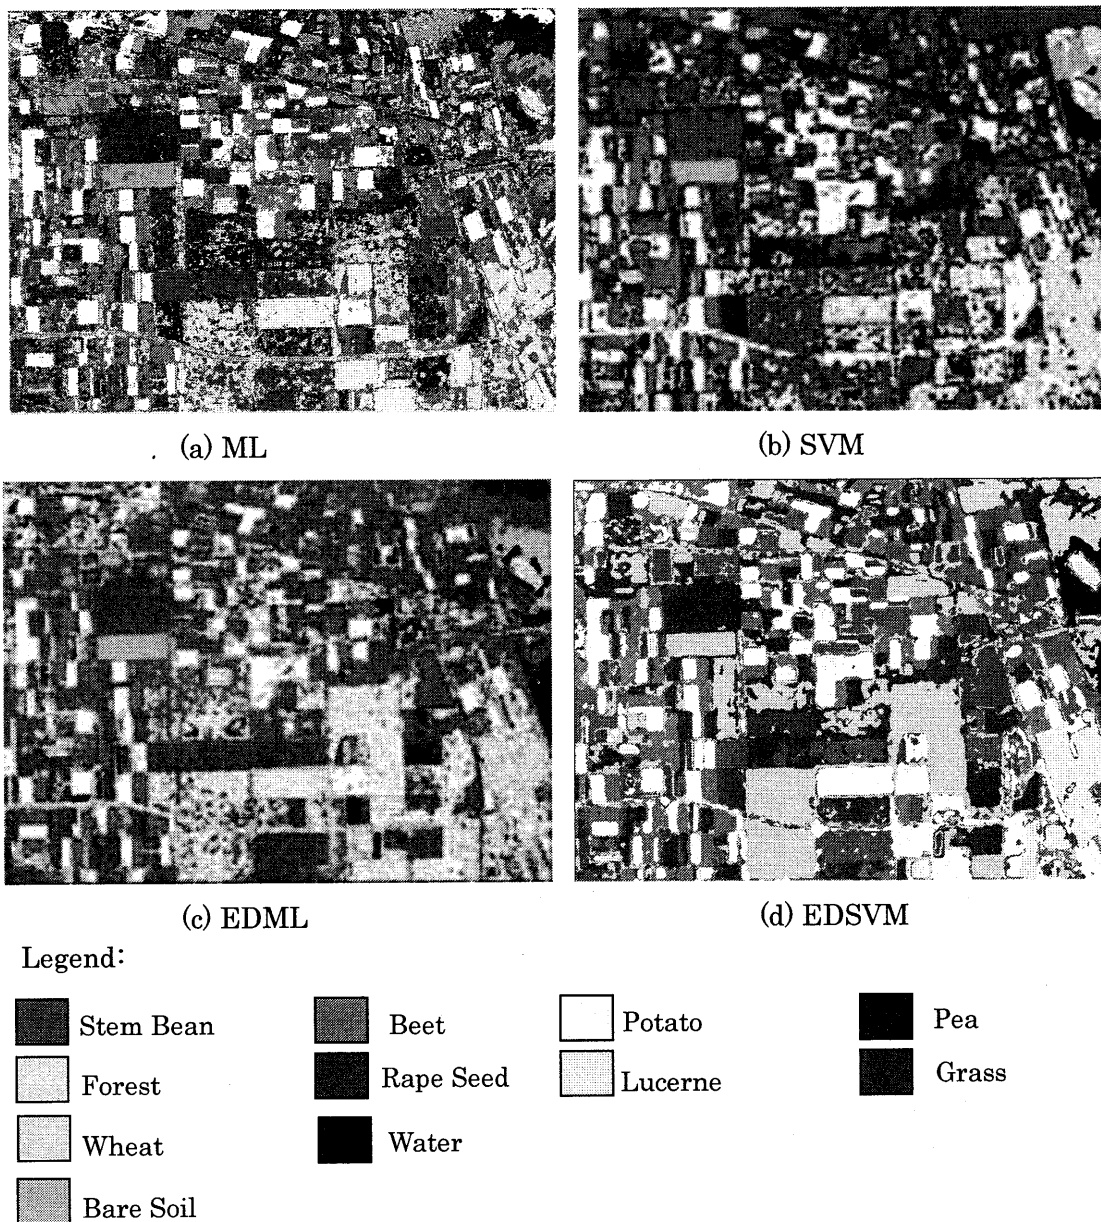 (a) ML
(b) SVM
(c) EDML
(d) EDSVM
Legend:
Stem Bean
Beet
Potato
Pea
Forest
Rape Seed
Lucerne
Grass
Wheat
Water
Bare Soil